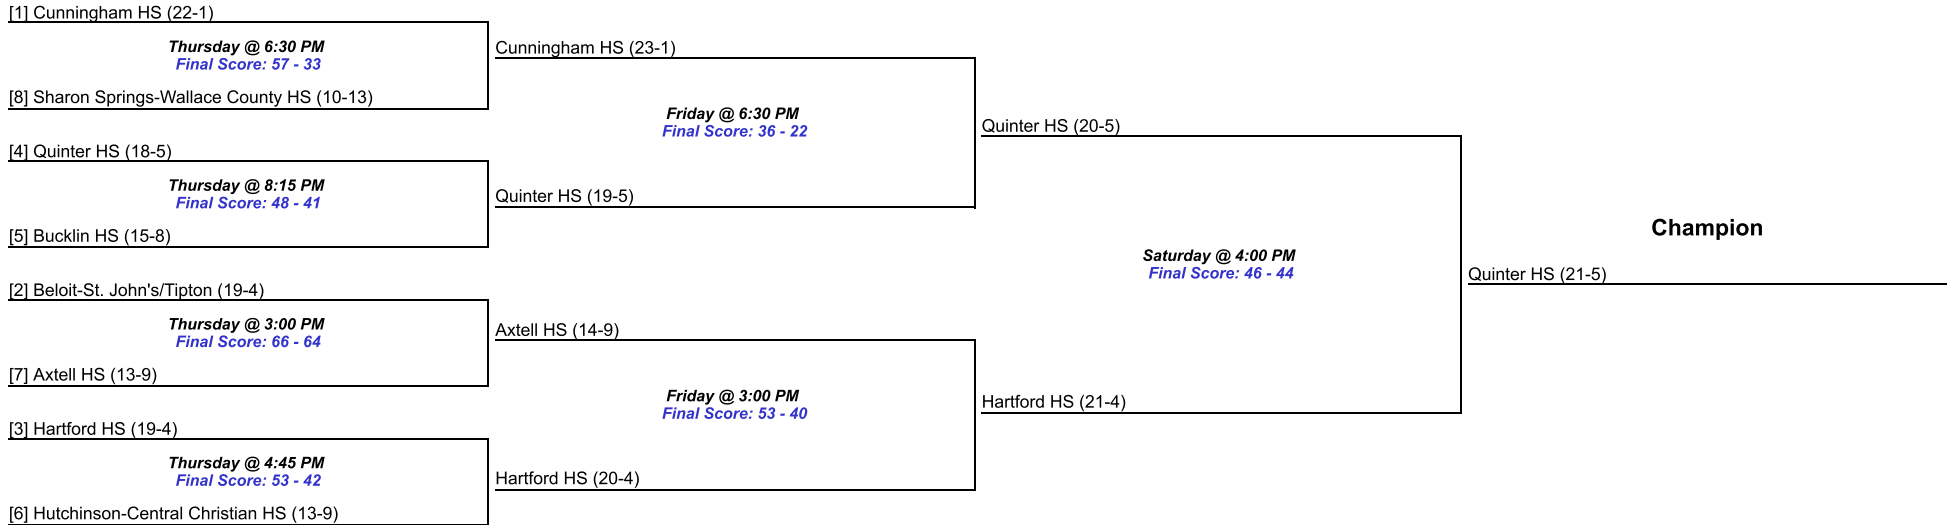 [1] Cunningham HS (22-1)
Thursday @ 6:30 PM
Final Score: 57 - 33
[8] Sharon Springs-Wallace County HS (10-13)
[4] Quinter HS (18-5)
Thursday @ 8:15 PM
Final Score: 48 - 41
[5] Bucklin HS (15-8)
[2] Beloit-St. John's/Tipton (19-4)
Thursday @ 3:00 PM
Final Score: 66 - 64
[7] Axtell HS (13-9)
[3] Hartford HS (19-4)
Thursday @ 4:45 PM
Final Score: 53 - 42
[6] Hutchinson-Central Christian HS (13-9)
Cunningham HS (23-1)
Friday @ 6:30 PM
Final Score: 36 - 22
Quinter HS (19-5)
Axtell HS (14-9)
Friday @ 3:00 PM
Final Score: 53 - 40
Hartford HS (20-4)
Quinter HS (20-5)
Saturday @ 4:00 PM
Final Score: 46 - 44
Hartford HS (21-4)
Champion
Quinter HS (21-5)